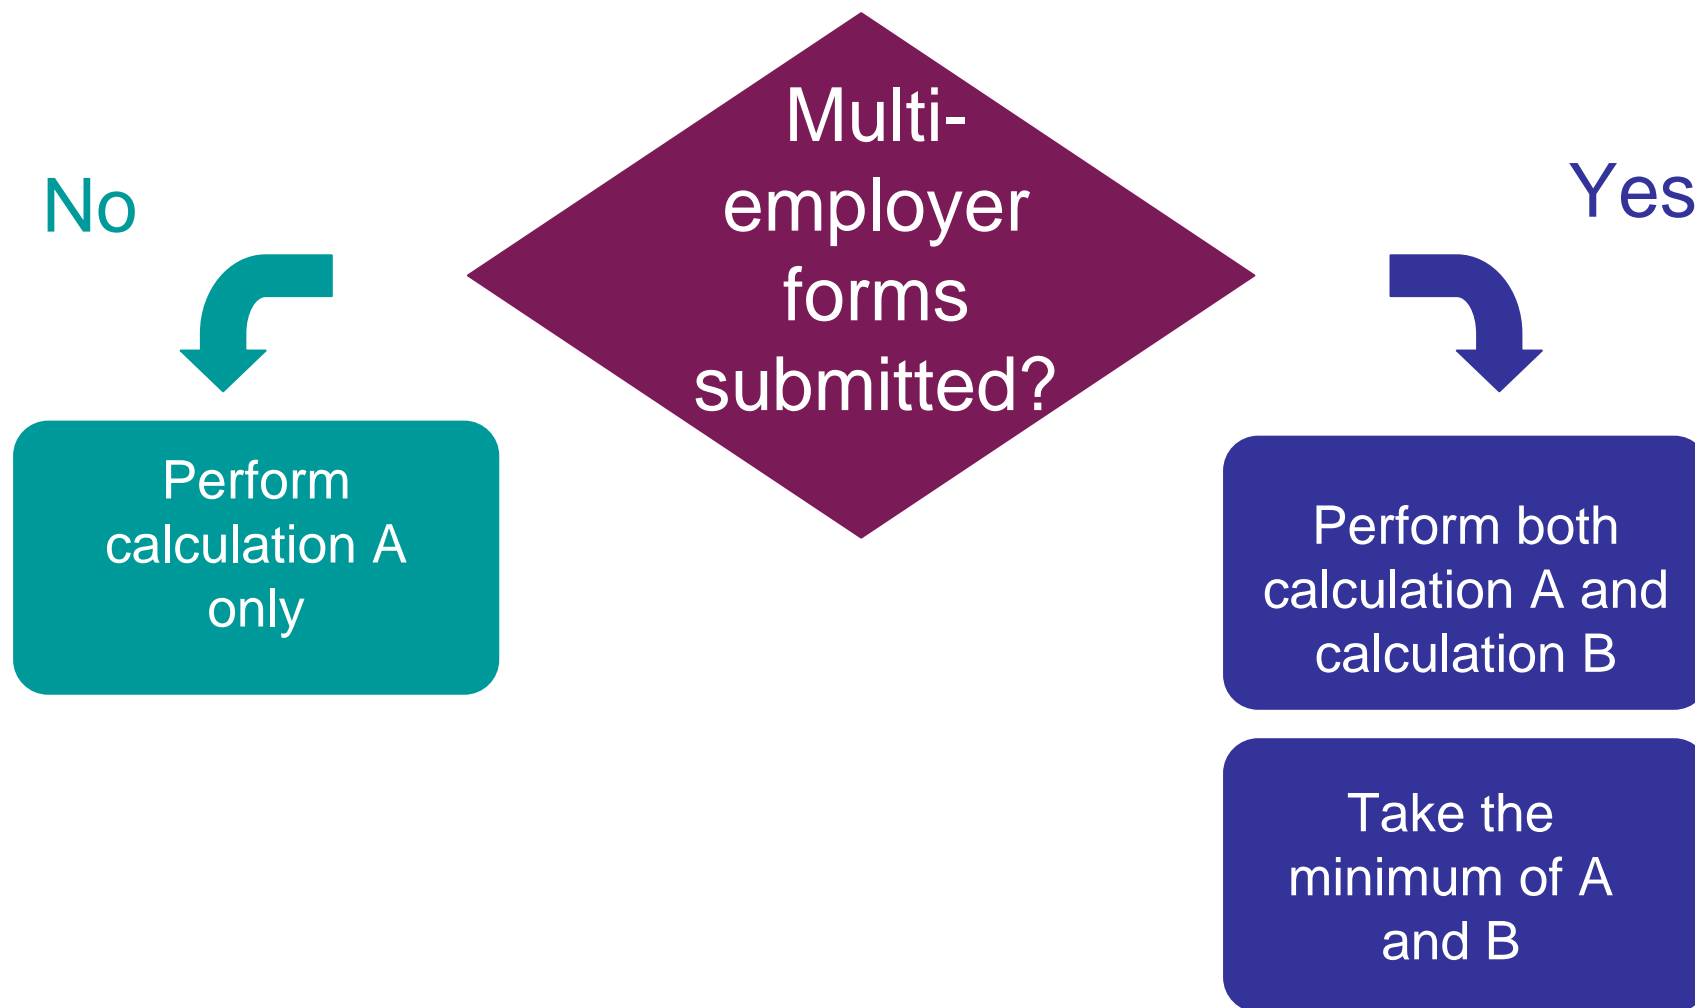 Multi-
employer
forms
submitted?
No
Yes
Perform
calculation A
only
Perform both
calculation A and
calculation B
Take the
minimum of A
and B